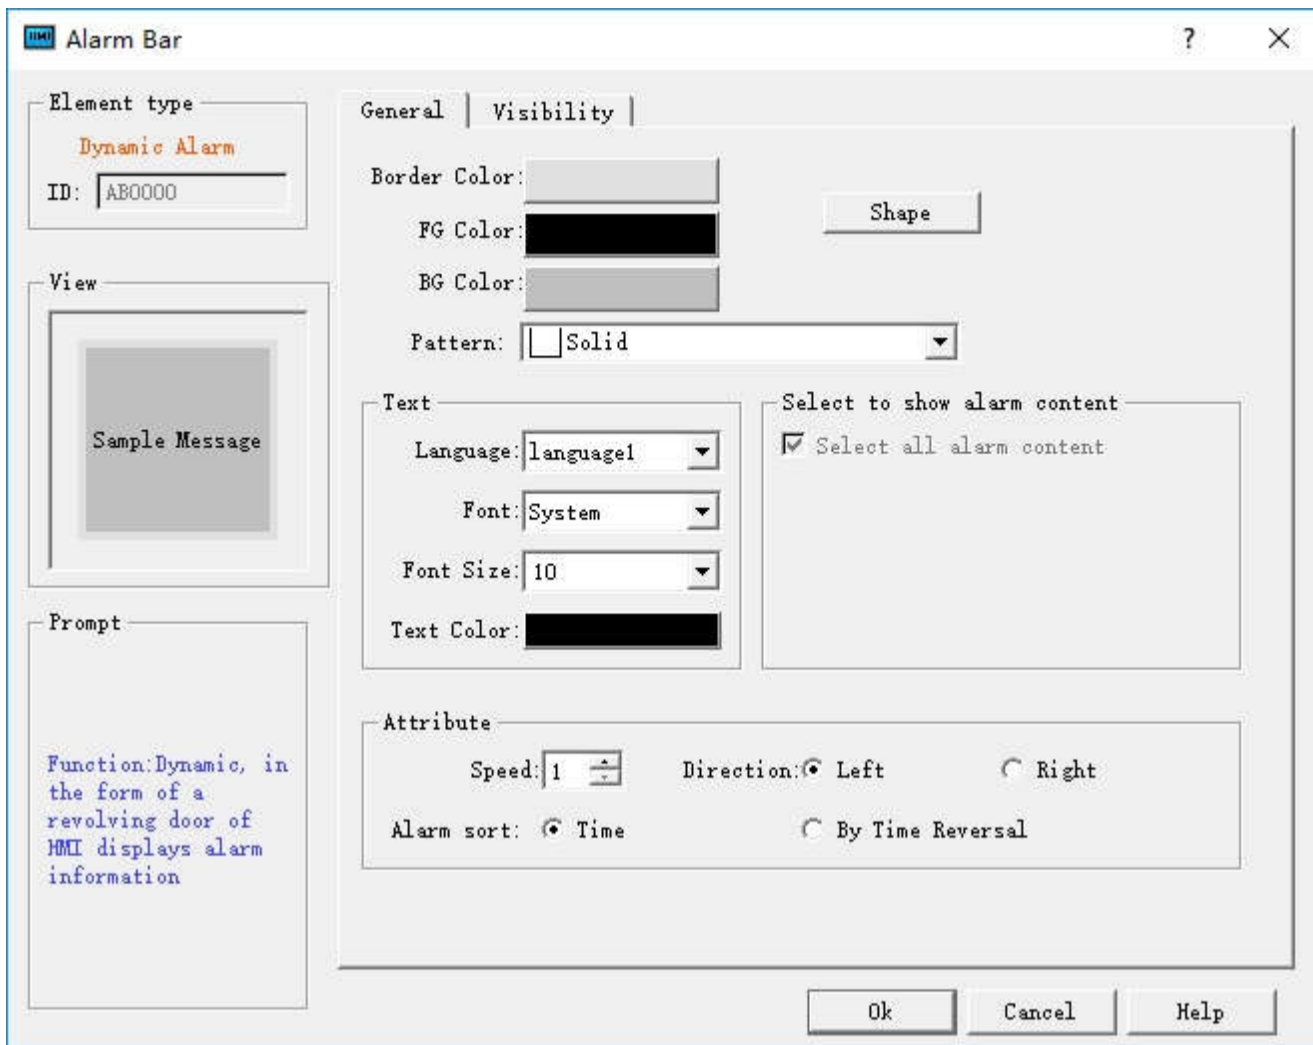 Alarm Bar
?
Element type
Dynamic Alarm
ID: AB0000
View
Sample Message
Prompt
Function:Dynamic, in
the form of a
revolving door of
HMI displays alarm
information
General
Visibility
Border Color:
FG Color:
BG Color:
Shape
Pattern: Solid
Text
Language: language1
Font: System
Font Size: 10
Text Color:
Select to show alarm content
Select all alarm content
Attribute
Speed: 1 Direction: Left Right
Alarm sort: Time By Time Reversal
Ok Cancel Help